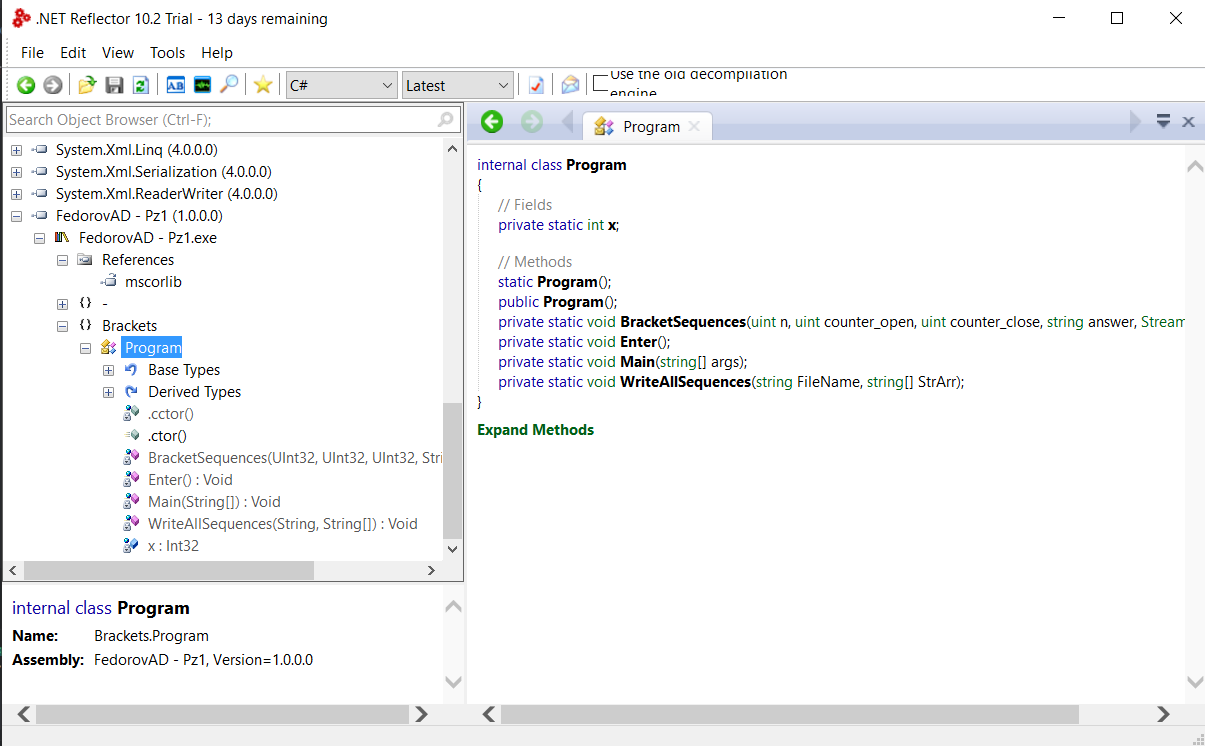 .NET Reflector 10.2 Trial - 13 days remaining
File Edit View Tools Help
C# Latest Use the old decompilation
engine
Search Object Browser (Ctrl-F);
System.Xml.Linq (4.0.0.0)
System.Xml.Serialization (4.0.0.0)
System.Xml.ReaderWriter (4.0.0.0)
FedorovAD - Pz1 (1.0.0.0)
FedorovAD - Pz1.exe
References
mscorlib
{} -
{} Brackets
Program
Base Types
Derived Types
.cctor()
.ctor()
BracketSequences(UInt32, UInt32, UInt32, Stri
Enter() : Void
Main(String[]) : Void
WriteAllSequences(String, String[]) : Void
x : Int32
internal class Program
Name: Brackets.Program
Assembly: FedorovAD - Pz1, Version=1.0.0.0
Program
internal class Program
{
// Fields
private static int x;
// Methods
static Program();
public Program();
private static void BracketSequences(uint n, uint counter_open, uint counter_close, string answer, Stream
private static void Enter();
private static void Main(string[] args);
private static void WriteAllSequences(string FileName, string[] StrArr);
}
Expand Methods